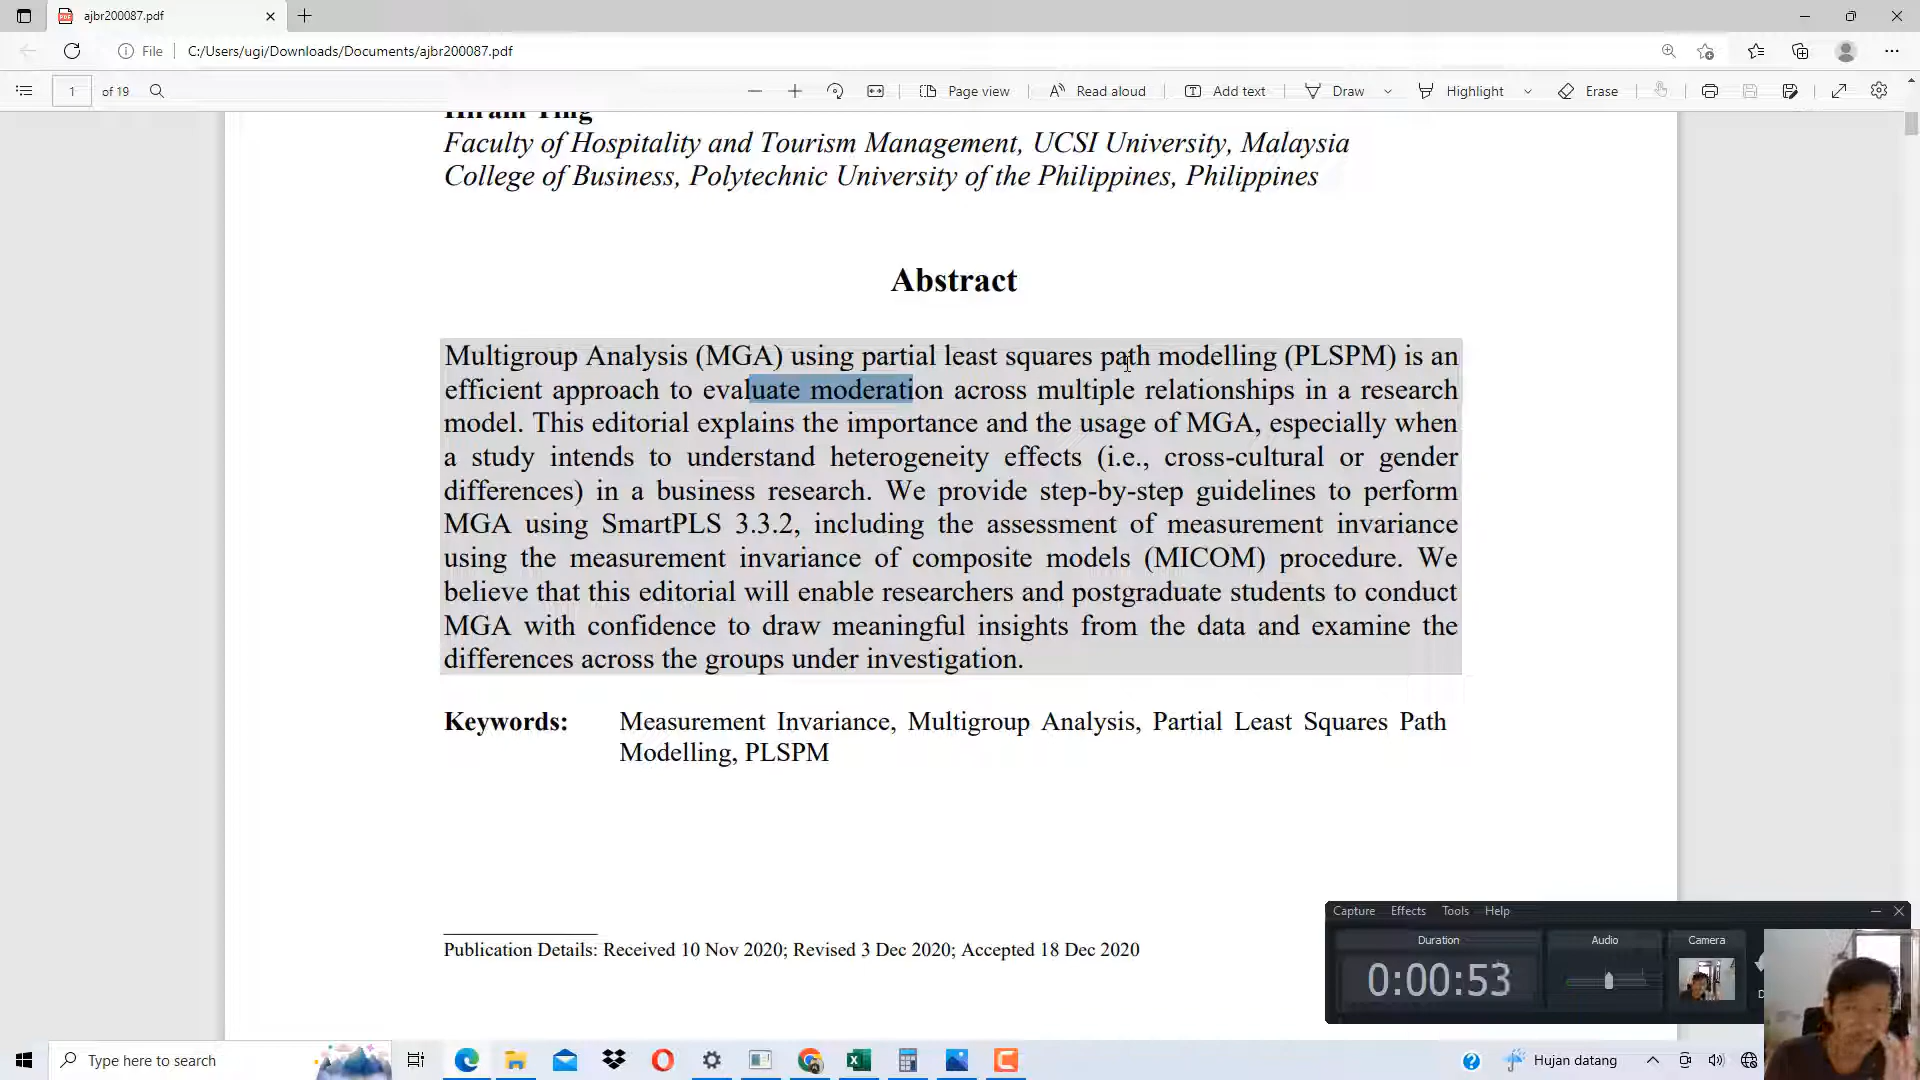 ajbr200087.pdf
File
C:/Users/ugi/Downloads/Documents/ajbr200087.pdf
1 of 19
Page view
Read aloud
Add text
Draw
Highlight
Erase
Hiram Ting
Faculty of Hospitality and Tourism Management, UCSI University, Malaysia
College of Business, Polytechnic University of the Philippines, Philippines
Abstract
Multigroup Analysis (MGA) using partial least squares path modelling (PLSPM) is an
efficient approach to evaluate moderation across multiple relationships in a research
model. This editorial explains the importance and the usage of MGA, especially when
a study intends to understand heterogeneity effects (i.e., cross-cultural or gender
differences) in a business research. We provide step-by-step guidelines to perform
MGA using SmartPLS 3.3.2, including the assessment of measurement invariance
using the measurement invariance of composite models (MICOM) procedure. We
believe that this editorial will enable researchers and postgraduate students to conduct
MGA with confidence to draw meaningful insights from the data and examine the
differences across the groups under investigation.
Keywords: Measurement Invariance, Multigroup Analysis, Partial Least Squares Path
Modelling, PLSPM
Publication Details: Received 10 Nov 2020; Revised 3 Dec 2020; Accepted 18 Dec 2020
Capture Effects Tools Help
Duration
Audio
Camera
0:00:53
Type here to search
Hujan datang